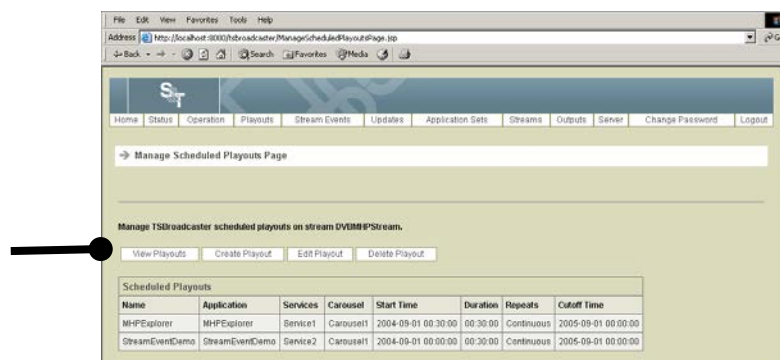 File Edit View Favorites Tools Help
Address http://localhost:8000/tsbroadcaster/ManageScheduledPlayoutsPage.jsp
Back Search Favorites Media
ST
Home Status Operation Playouts Stream Events Updates Application Sets Streams Outputs Server Change Password Logout
Manage Scheduled Playouts Page
Manage TSBroadcaster scheduled playouts on stream DVBMHPStream.
View Playouts Create Playout Edit Playout Delete Playout
Scheduled Playouts
Name Application Services Carousel Start Time Duration Repeats Cutoff Time
MHPExplorer MHPExplorer Service1 Carousel1 2004-09-01 00:30:00 00:30:00 Continuous 2005-09-01 00:00:00
StreamEventDemo StreamEventDemo Service2 Carousel1 2004-09-01 00:00:00 00:30:00 Continuous 2005-09-01 00:00:00